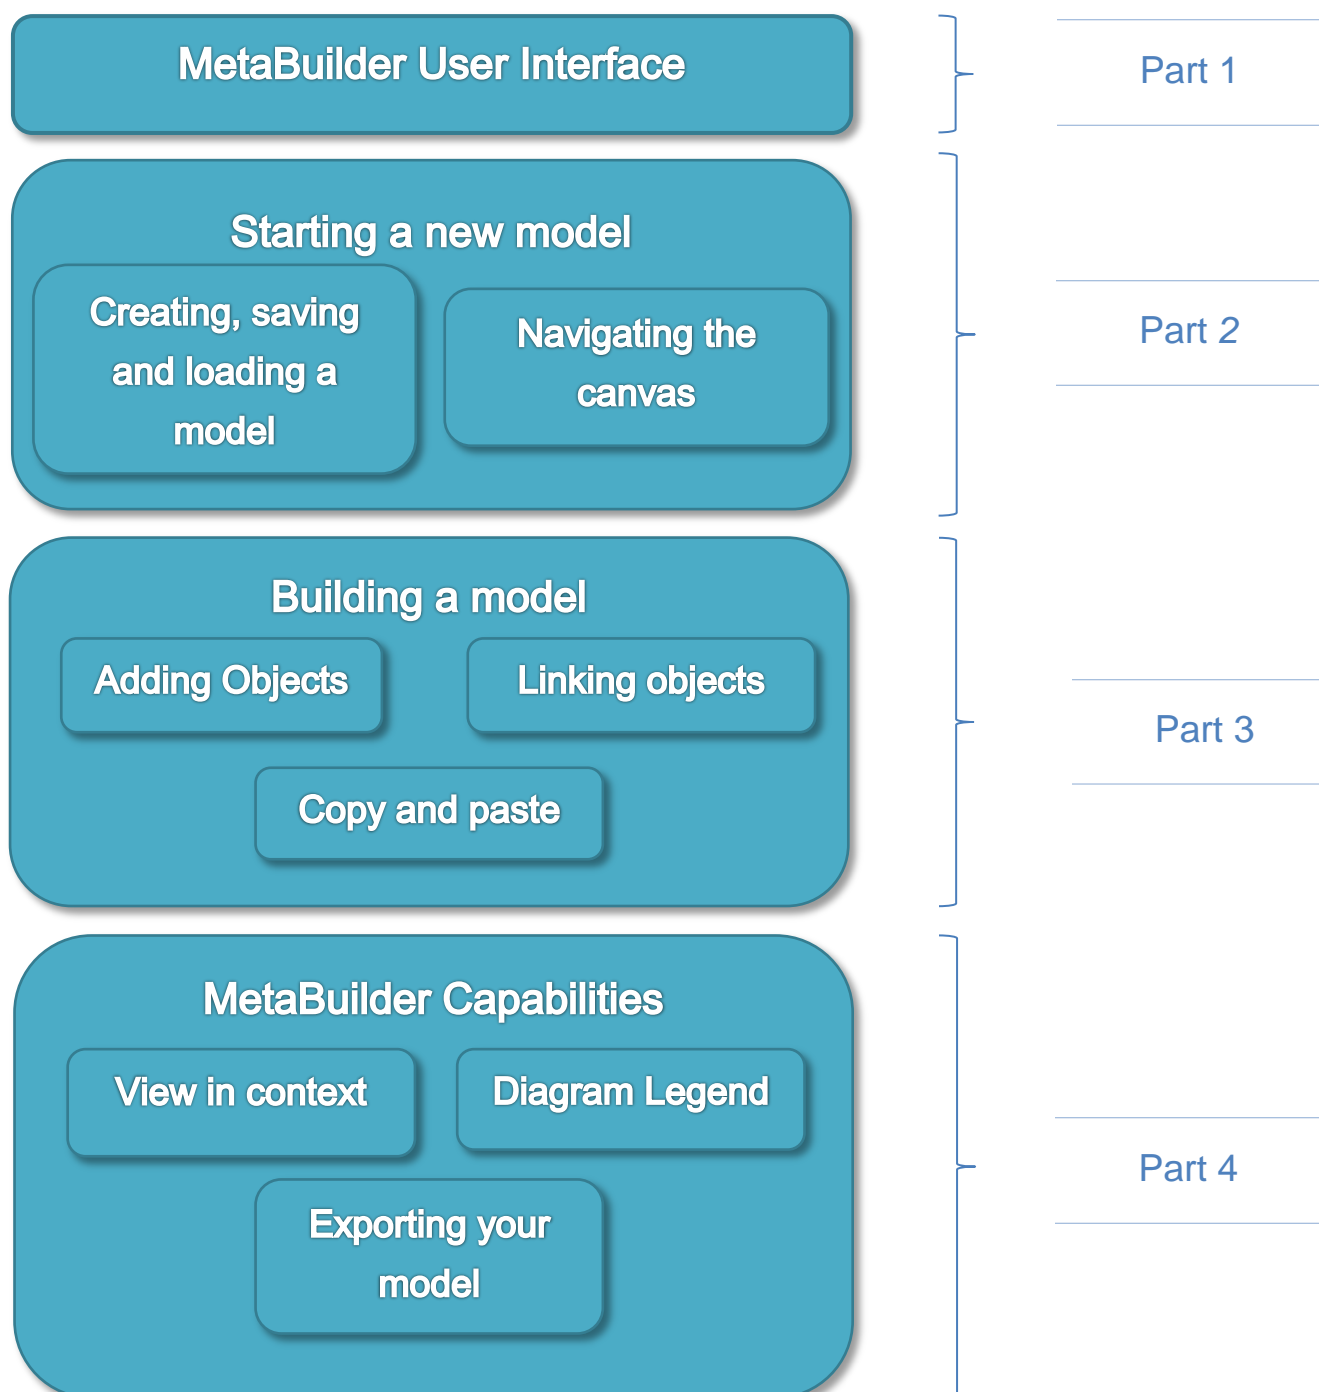 MetaBuilder User Interface
Part 1
Starting a new model
Creating, saving
and loading a
model
Navigating the
canvas
Part 2
Building a model
Adding Objects
Linking objects
Copy and paste
Part 3
MetaBuilder Capabilities
View in context
Diagram Legend
Exporting your
model
Part 4